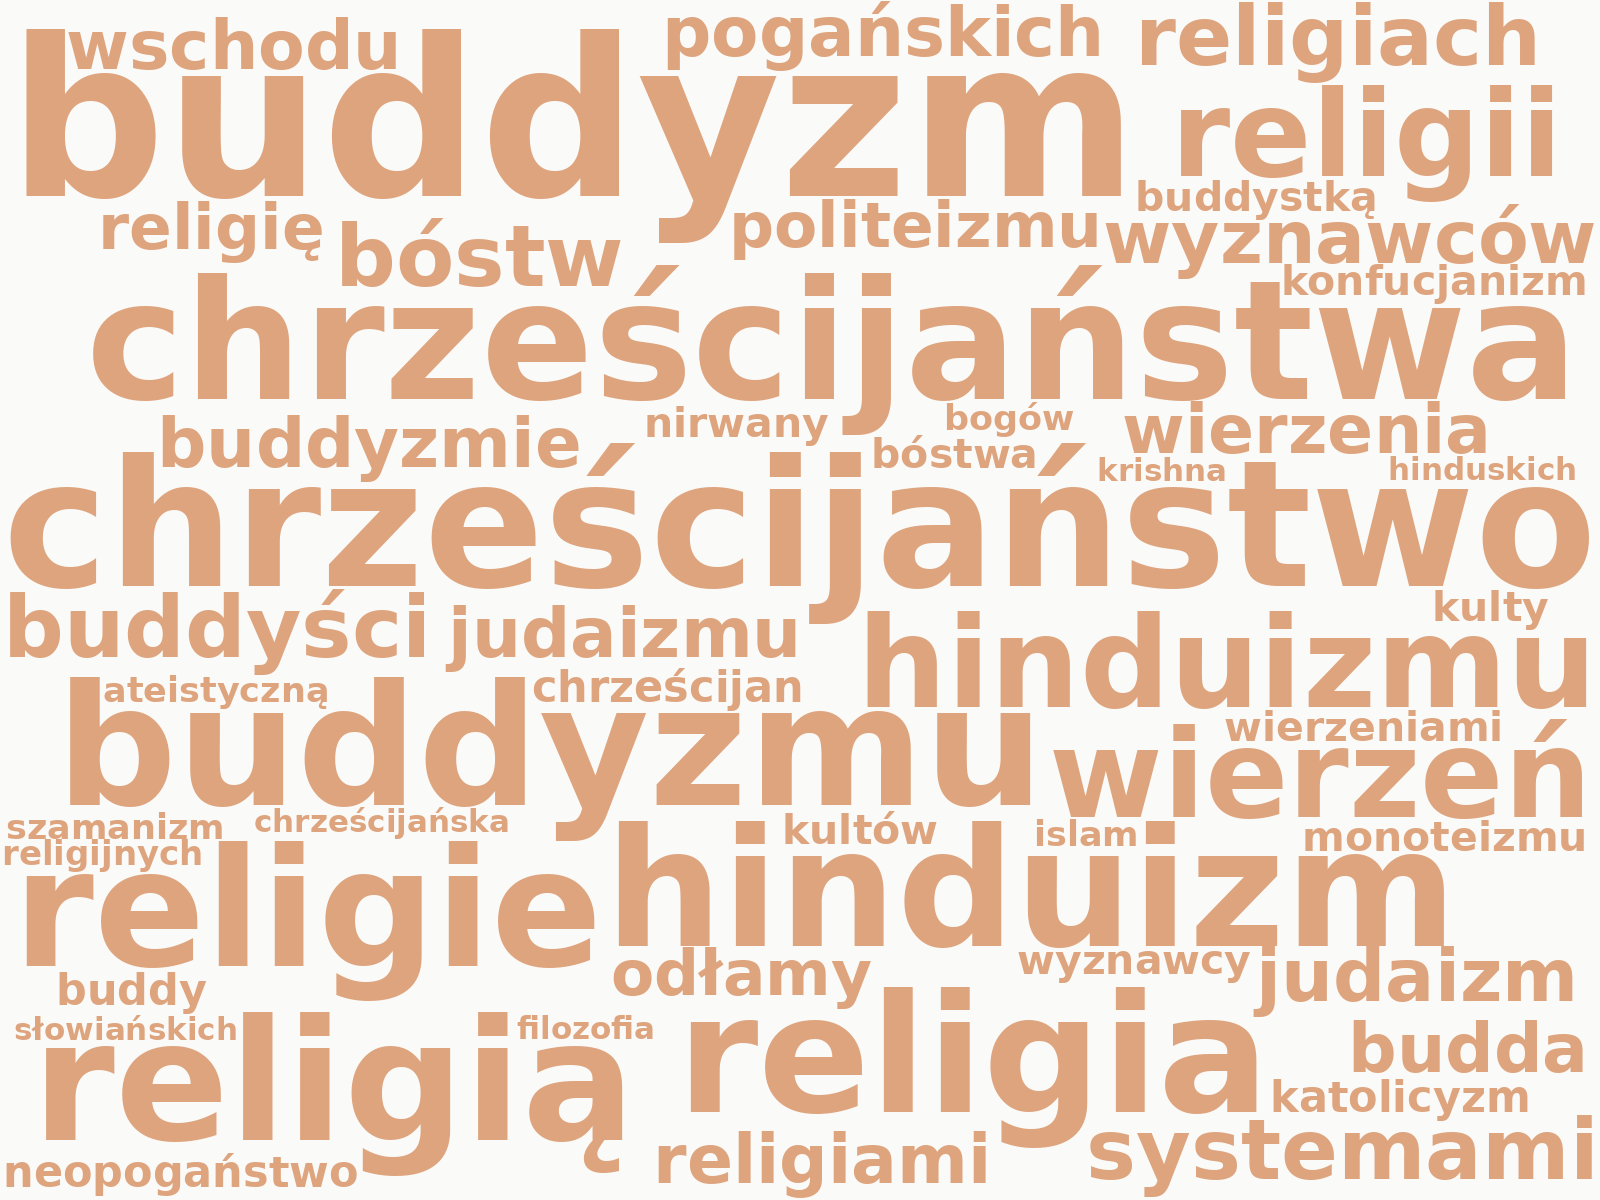 wschodu pogańskich religiach
buddyzm religii
religię bóstw politeizmu buddystką
wyznawców
konfucjanizm
chrześcijaństwa
buddyzmie nirwany bogów wierzenia
bóstwa krishna hinduskich
chrześcijaństwo
buddyści judaizmu kulty
hinduizmu
ateistyczną chrześcijan
buddyzmu wierzeniami
wierzeń
szamanizm chrześcijańska kultów islam monoteizmu
religijnych
religie hinduizm
buddy odłamy wyznawcy judaizm
słowiańskich filozofia budda
religią religia katolicyzm
neopogaństwo religiami systemami